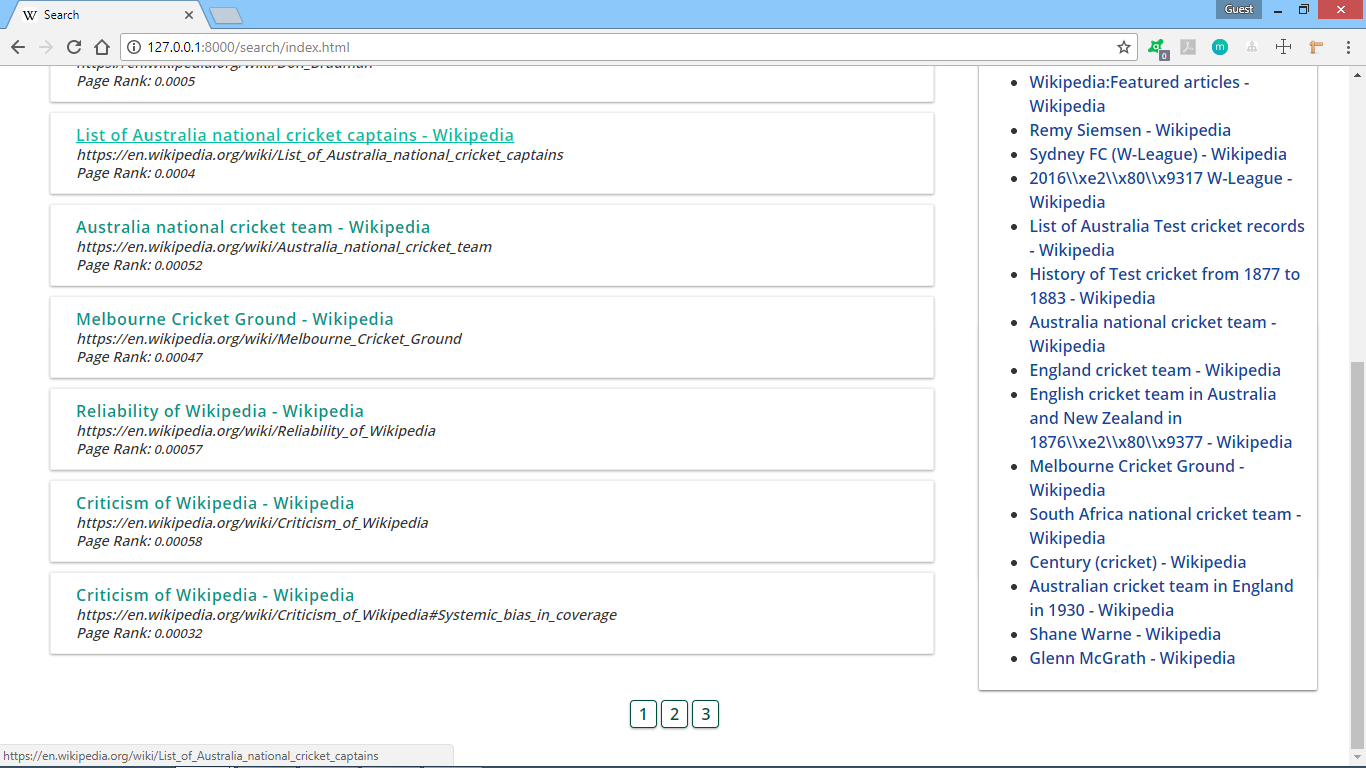 Search
Guest
127.0.0.1:8000/search/index.html
0
m
https://en.wikipedia.org/wiki/Don_Bradman
Page Rank: 0.0005
List of Australia national cricket captains - Wikipedia
https://en.wikipedia.org/wiki/List_of_Australia_national_cricket_captains
Page Rank: 0.0004
Australia national cricket team - Wikipedia
https://en.wikipedia.org/wiki/Australia_national_cricket_team
Page Rank: 0.00052
Melbourne Cricket Ground - Wikipedia
https://en.wikipedia.org/wiki/Melbourne_Cricket_Ground
Page Rank: 0.00047
Reliability of Wikipedia - Wikipedia
https://en.wikipedia.org/wiki/Reliability_of_Wikipedia
Page Rank: 0.00057
Criticism of Wikipedia - Wikipedia
https://en.wikipedia.org/wiki/Criticism_of_Wikipedia
Page Rank: 0.00058
Criticism of Wikipedia - Wikipedia
https://en.wikipedia.org/wiki/Criticism_of_Wikipedia#Systemic_bias_in_coverage
Page Rank: 0.00032
1 2 3
Wikipedia:Featured articles -
Wikipedia
Remy Siemsen - Wikipedia
Sydney FC (W-League) - Wikipedia
2016\\xe2\\x80\\x9317 W-League -
Wikipedia
List of Australia Test cricket records
- Wikipedia
History of Test cricket from 1877 to
1883 - Wikipedia
Australia national cricket team -
Wikipedia
England cricket team - Wikipedia
English cricket team in Australia
and New Zealand in
1876\\xe2\\x80\\x9377 - Wikipedia
Melbourne Cricket Ground -
Wikipedia
South Africa national cricket team -
Wikipedia
Century (cricket) - Wikipedia
Australian cricket team in England
in 1930 - Wikipedia
Shane Warne - Wikipedia
Glenn McGrath - Wikipedia
https://en.wikipedia.org/wiki/List_of_Australia_national_cricket_captains